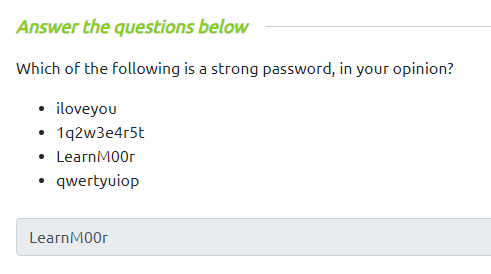 Answer the questions below
Which of the following is a strong password, in your opinion?
• iloveyou
• 1q2w3e4r5t
• LearnM00r
• qwertyuiop
LearnM00r